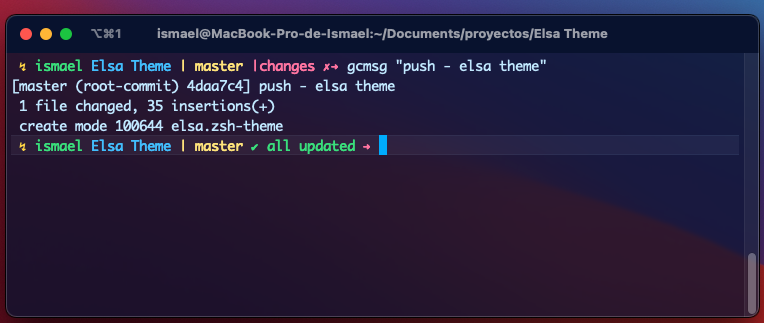 ⌥⌘1 ismael@MacBook-Pro-de-Ismael:~/Documents/proyectos/Elsa Theme
↯ ismael Elsa Theme | master |changes ✗→ gcmsg "push - elsa theme"
[master (root-commit) 4daa7c4] push - elsa theme
1 file changed, 35 insertions(+)
create mode 100644 elsa.zsh-theme
↯ ismael Elsa Theme | master ✔ all updated →